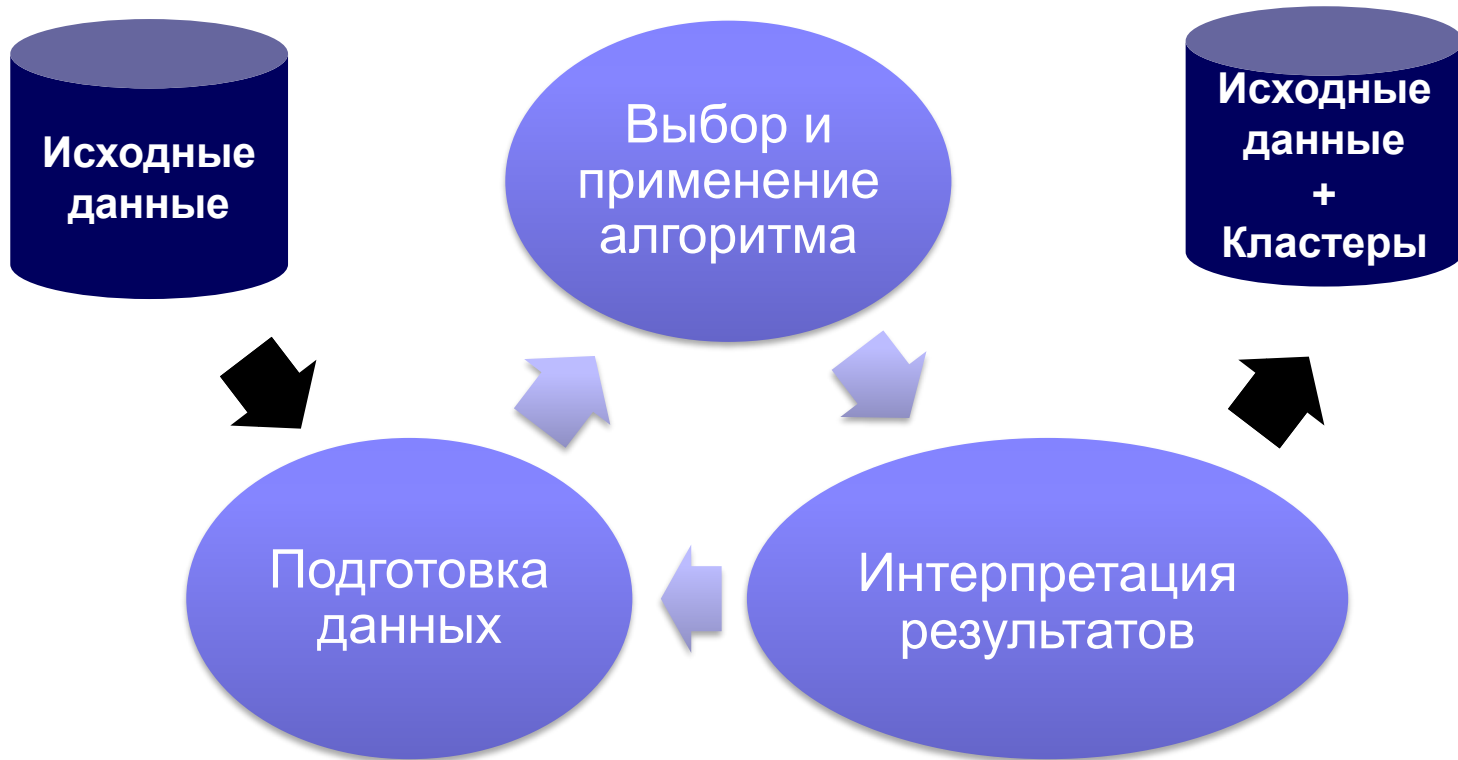 Исходные
данные
Выбор и
применение
алгоритма
Исходные
данные
+
Кластеры
Подготовка
данных
Интерпретация
результатов